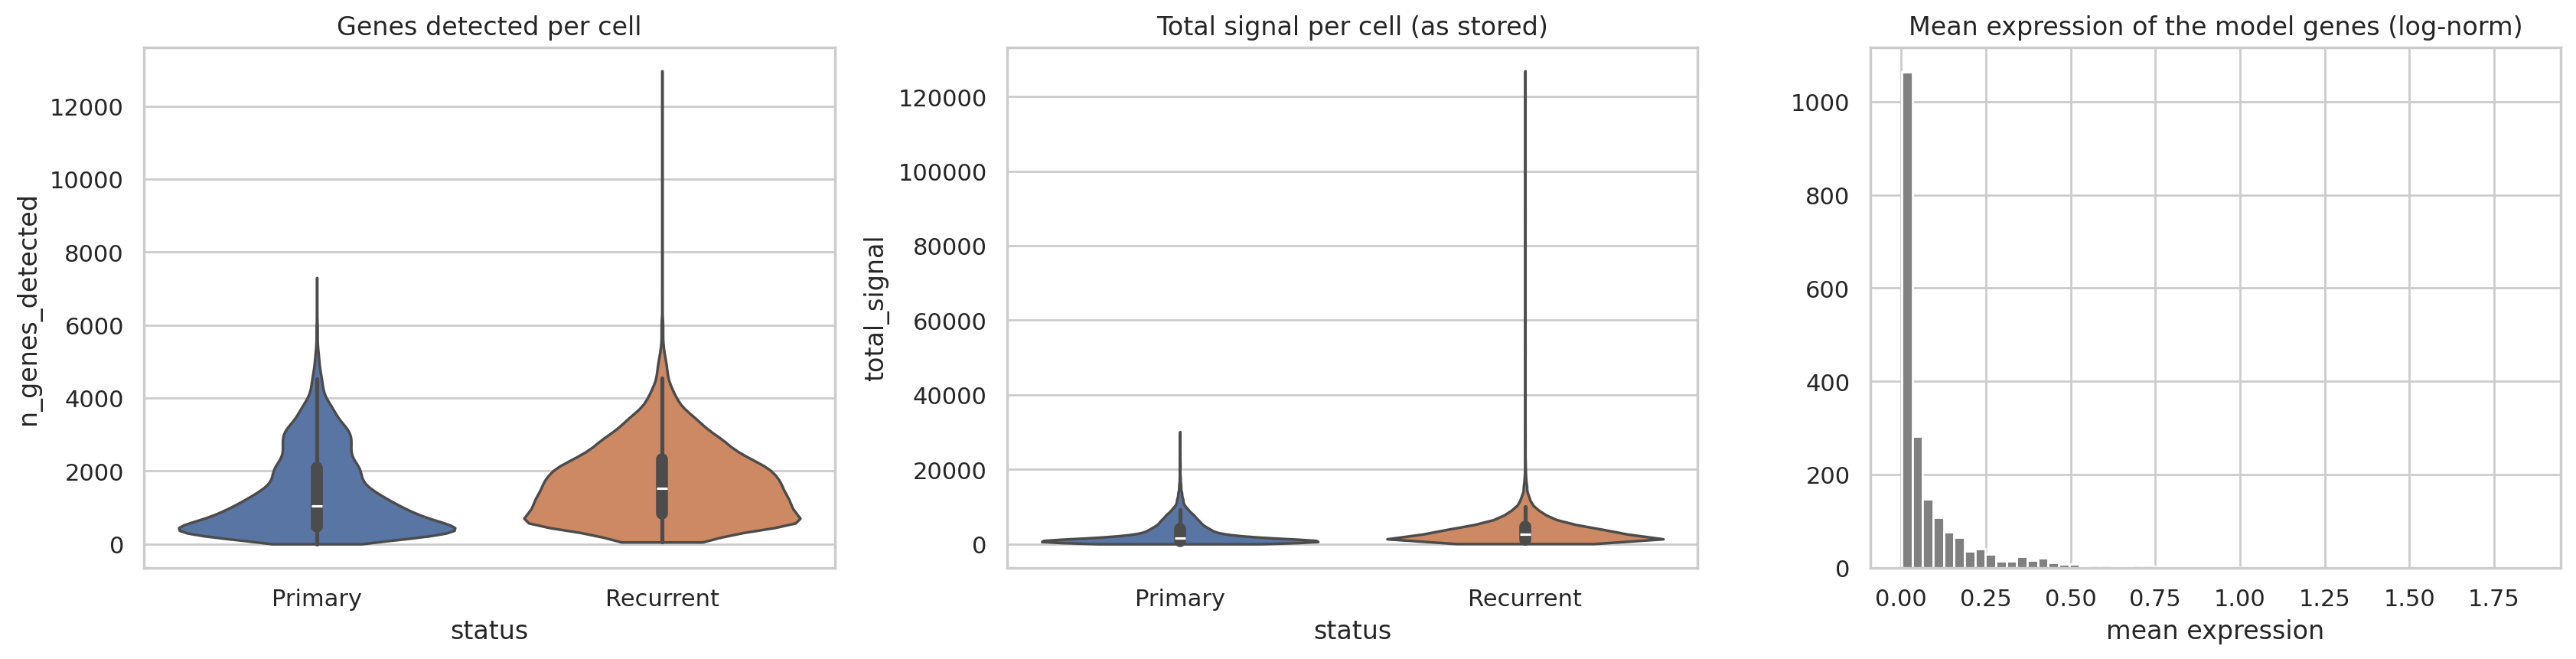 Genes detected per cell
n_genes_detected
12000
10000
8000
6000
4000
2000
0
Primary
Recurrent
status
Total signal per cell (as stored)
total_signal
120000
100000
80000
60000
40000
20000
0
Primary
Recurrent
status
Mean expression of the model genes (log-norm)
1000
800
600
400
200
0
0.00 0.25 0.50 0.75 1.00 1.25 1.50 1.75
mean expression